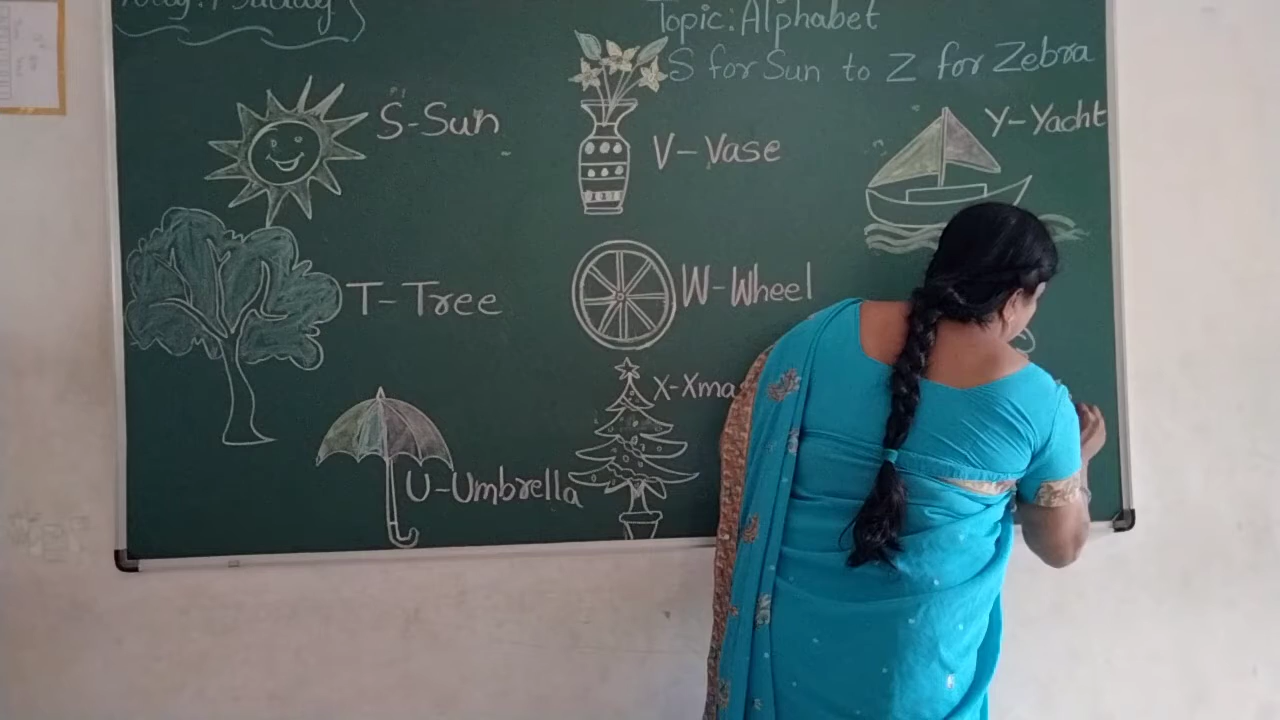 Topic:Alphabet
S for Sun to Z for Zebra
S-Sun
T-Tree
U-Umbrella
V-Vase
W-Wheel
X-Xma
Y-Yacht